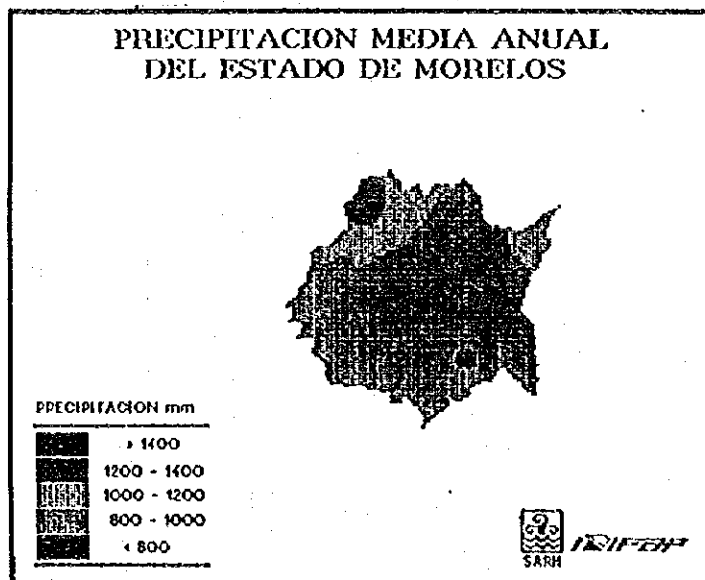 PRECIPITACION MEDIA ANUAL
DEL ESTADO DE MORELOS
PRECIPITACION mm
> 1400
1200 - 1400
1000 - 1200
800 - 1000
< 800
SARH